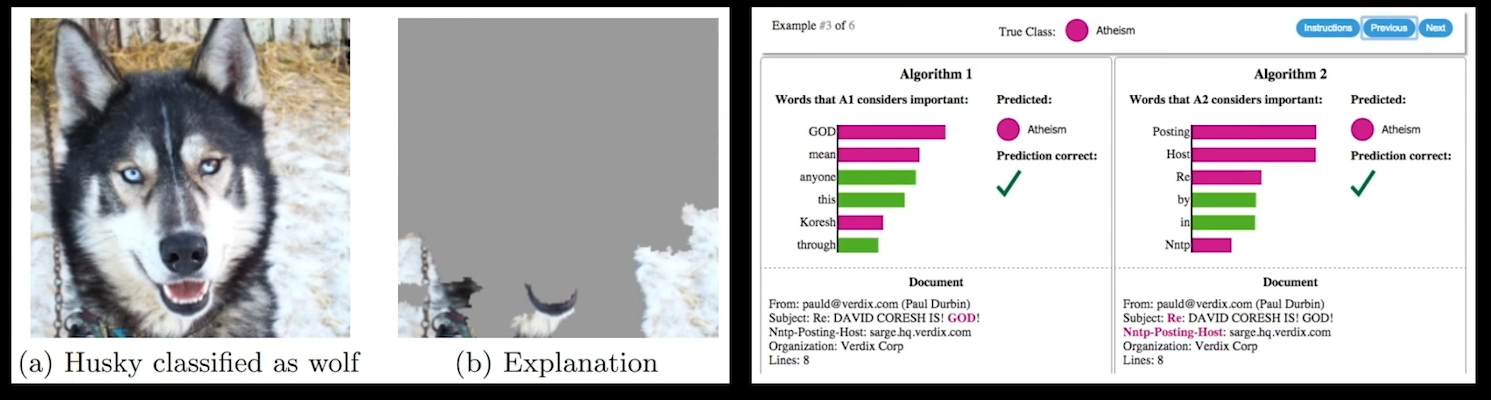 (a) Husky classified as wolf
(b) Explanation
Example #3 of 6
True Class:
Atheism
Instructions
Previous
Next
Algorithm 1
Words that A1 considers important:
Predicted:
GOD
mean
anyone
this
Koresh
through
Atheism
Prediction correct:
Document
From: pauld@verdix.com (Paul Durbin)
Subject: Re: DAVID CORESH IS! GOD!
Nntp-Posting-Host: sarge.hq.verdix.com
Organization: Verdix Corp
Lines: 8
Algorithm 2
Words that A2 considers important:
Predicted:
Posting
Host
Re
by
in
Nntp
Atheism
Prediction correct:
Document
From: pauld@verdix.com (Paul Durbin)
Subject: Re: DAVID CORESH IS! GOD!
Nntp-Posting-Host: sarge.hq.verdix.com
Organization: Verdix Corp
Lines: 8